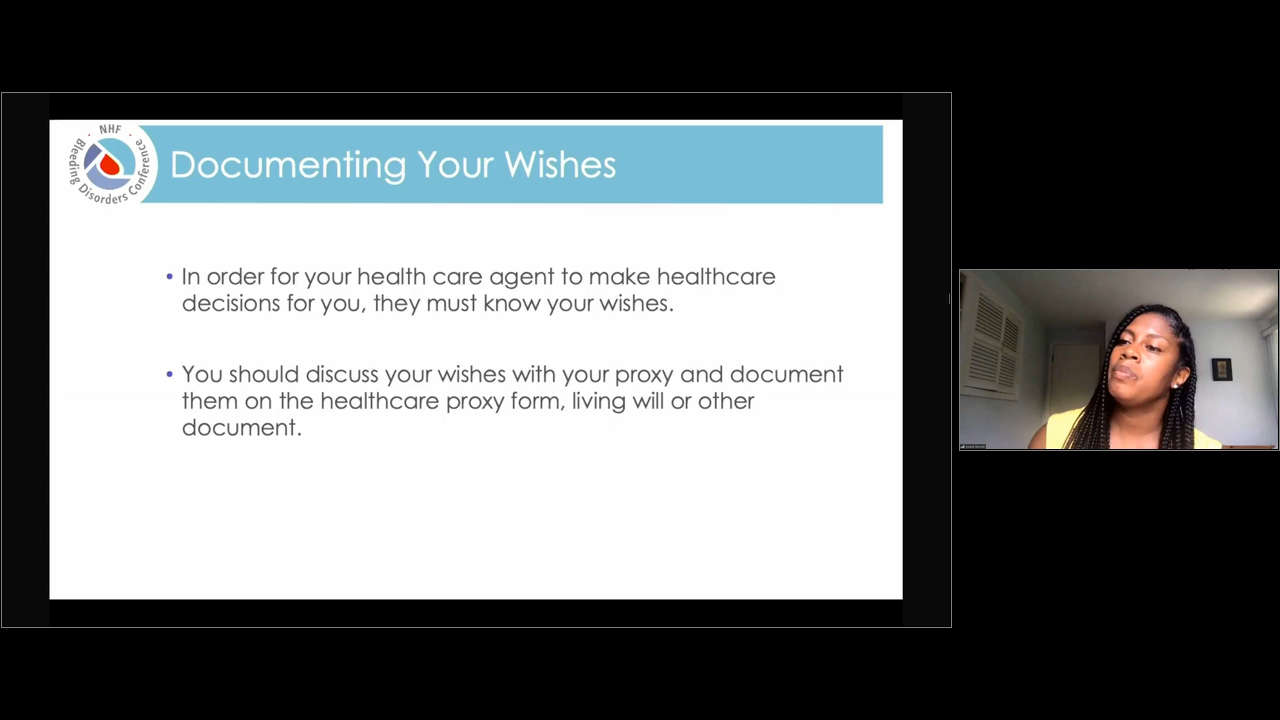 NHF
Bleeding Disorders Conference
Documenting Your Wishes
• In order for your health care agent to make healthcare
decisions for you, they must know your wishes.
• You should discuss your wishes with your proxy and document
them on the healthcare proxy form, living will or other
document.